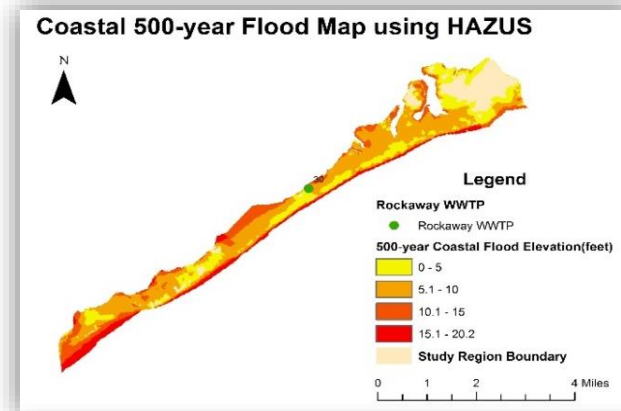 Coastal 500-year Flood Map using HAZUS
N
Legend
Rockaway WWTP
Rockaway WWTP
500-year Coastal Flood Elevation(feet)
0 - 5
5.1 - 10
10.1 - 15
15.1 - 20.2
Study Region Boundary
0 1 2 4 Miles